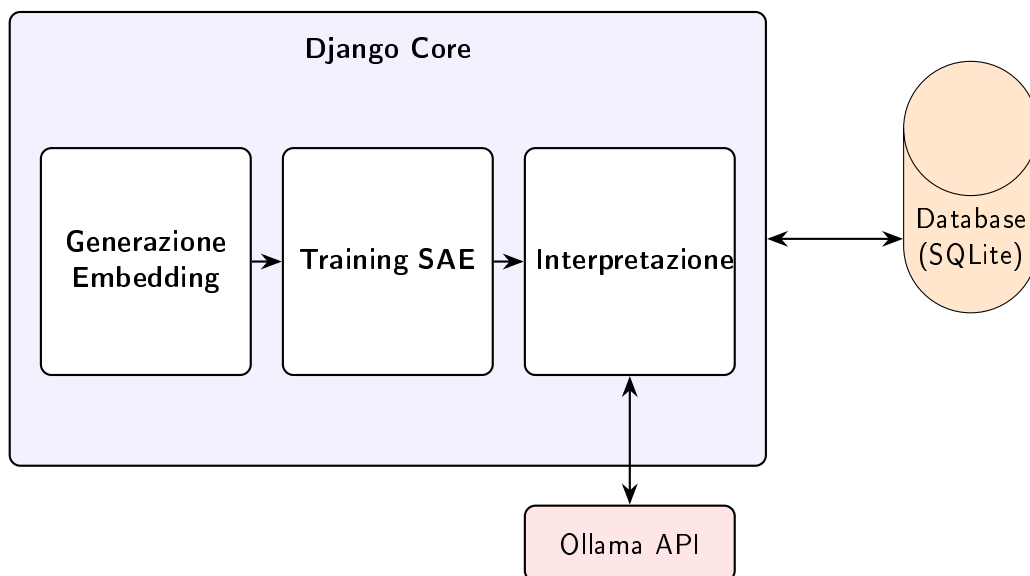 Django Core
Generazione
Embedding
Training SAE
Interpretazione
Database
(SQLite)
Ollama API